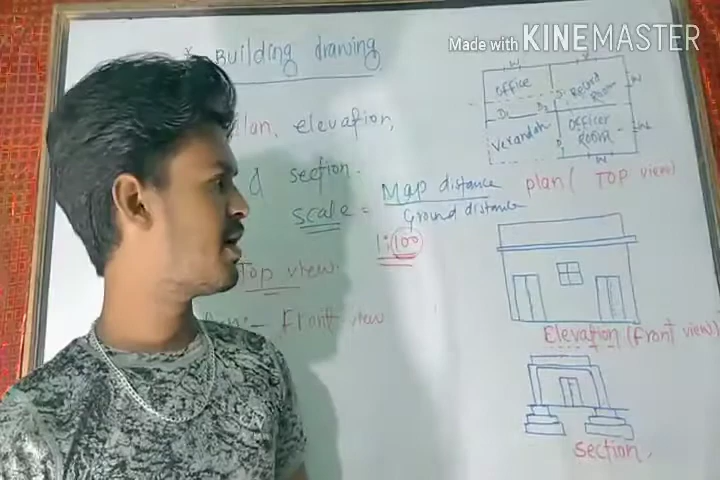 Made with KINEMASTER
* Building drawing
plan, elevation,
& section.
scale = Map distance
Ground distance
1:100
Top view.
Front view
office
Record Room
W
W
W
W
W
D
D
D
D
Verandah
OFFICER ROOM
plan ( TOP view)
Elevation (front view)
section.